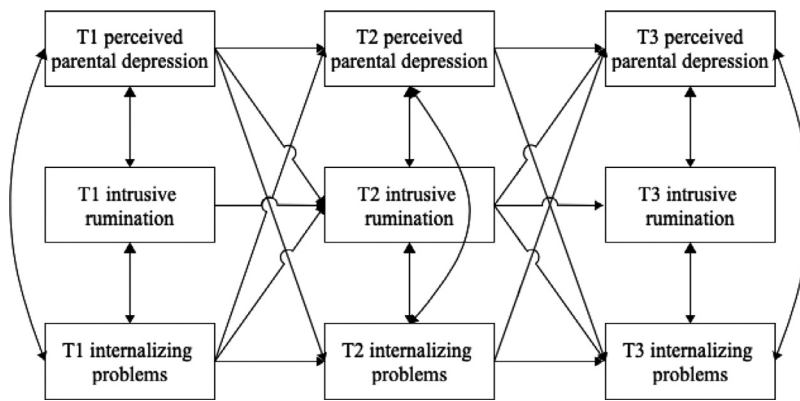 T1 perceived
parental depression
T2 perceived
parental depression
T3 perceived
parental depression
T1 intrusive
rumination
T2 intrusive
rumination
T3 intrusive
rumination
T1 internalizing
problems
T2 internalizing
problems
T3 internalizing
problems